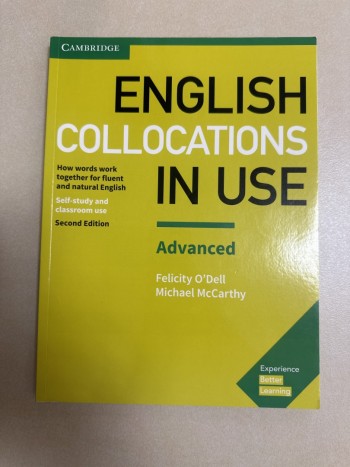 CAMBRIDGE
ENGLISH
COLLOCATIONS
IN USE
How words work
together for fluent
and natural English
Self-study and
classroom use
Second Edition
Advanced
Felicity O'Dell
Michael McCarthy
Experience
Better
Learning